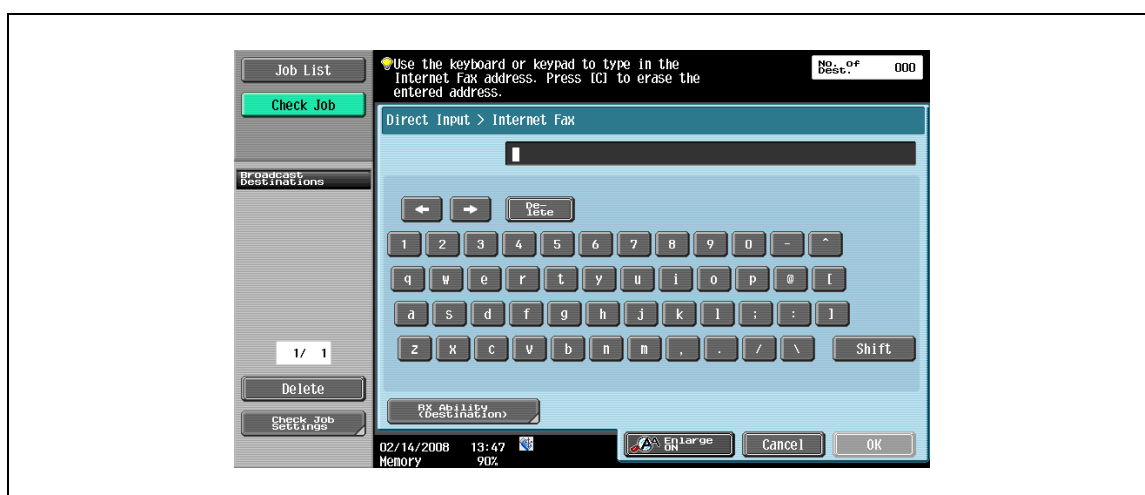 Job List
Check Job
Broadcast
Destinations
1/ 1
Delete
Check Job
Settings
Use the keyboard or keypad to type in the
Internet Fax address. Press [C] to erase the
entered address.
No. of
Dest. 000
Direct Input > Internet Fax
De-
lete
1 2 3 4 5 6 7 8 9 0 - ^
q w e r t y u i o p @ [
a s d f g h j k l ; : ]
z x c v b n m , . / \ Shift
RX Ability
(Destination)
02/14/2008 13:47
Memory 90%
Enlarge
ON
Cancel
OK